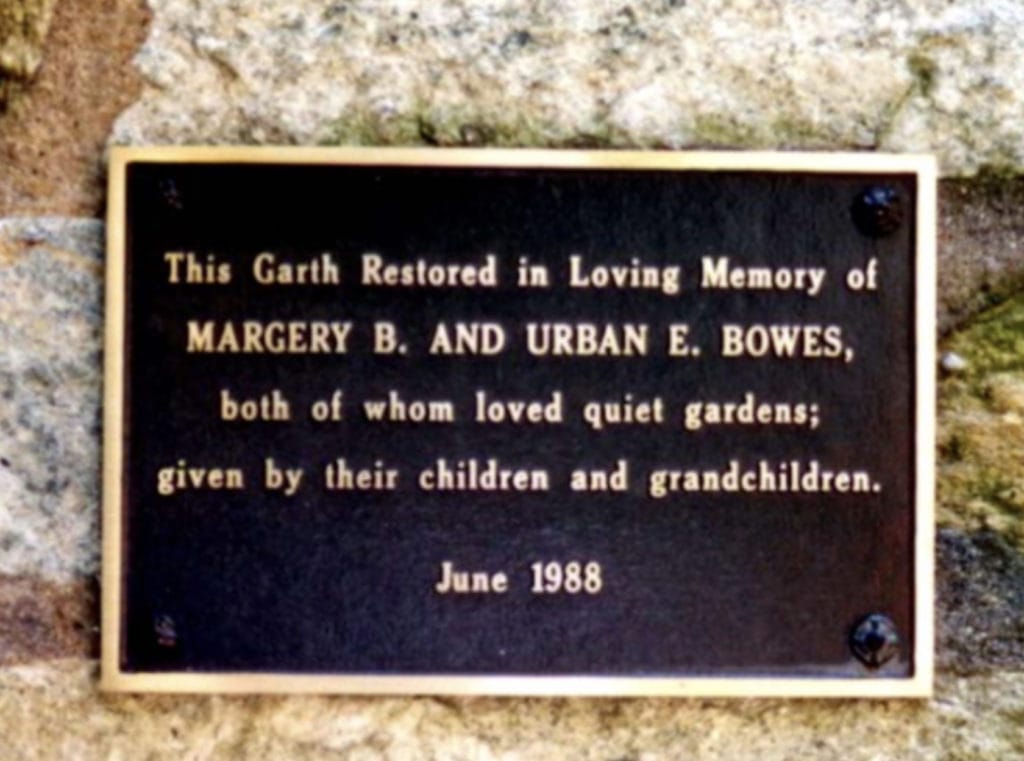 This Garth Restored in Loving Memory of
MARGERY B. AND URBAN E. BOWES,
both of whom loved quiet gardens;
given by their children and grandchildren.
June 1988